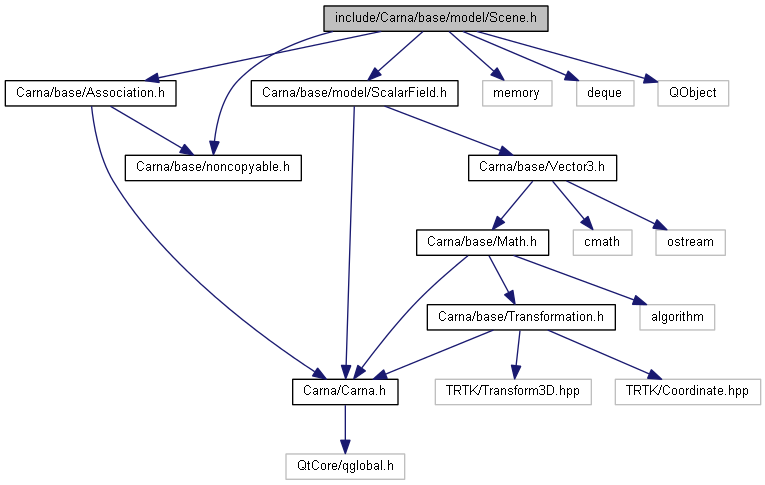 include/Carna/base/model/Scene.h
Carna/base/Association.h
Carna/base/model/ScalarField.h
memory
deque
QObject
Carna/base/noncopyable.h
Carna/base/Vector3.h
Carna/base/Math.h
cmath
ostream
Carna/base/Transformation.h
algorithm
Carna/Carna.h
TRTK/Transform3D.hpp
TRTK/Coordinate.hpp
QtCore/qglobal.h